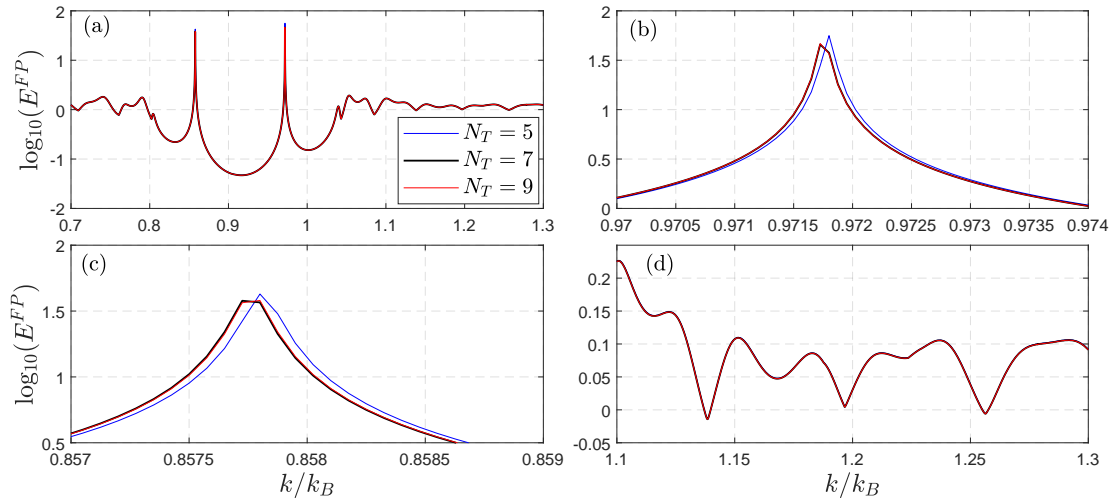 (a)
log₁₀(E^{FP})
2
1
0
-1
2
0.7 0.8 0.9 1 1.1 1.2 1.3
N_T = 5
N_T = 7
N_T = 9
(b)
2
1.5
1
0.5
0
0.97 0.9705 0.971 0.9715 0.972 0.9725 0.973 0.9735 0.974
(c)
log₁₀(E^{FP})
2
1.5
1
0.5
0.857 0.8575 0.858 0.8585 0.859
k/k_B
(d)
0.2
0.15
0.1
0.05
0
-0.05
1.1 1.15 1.2 1.25 1.3
k/k_B